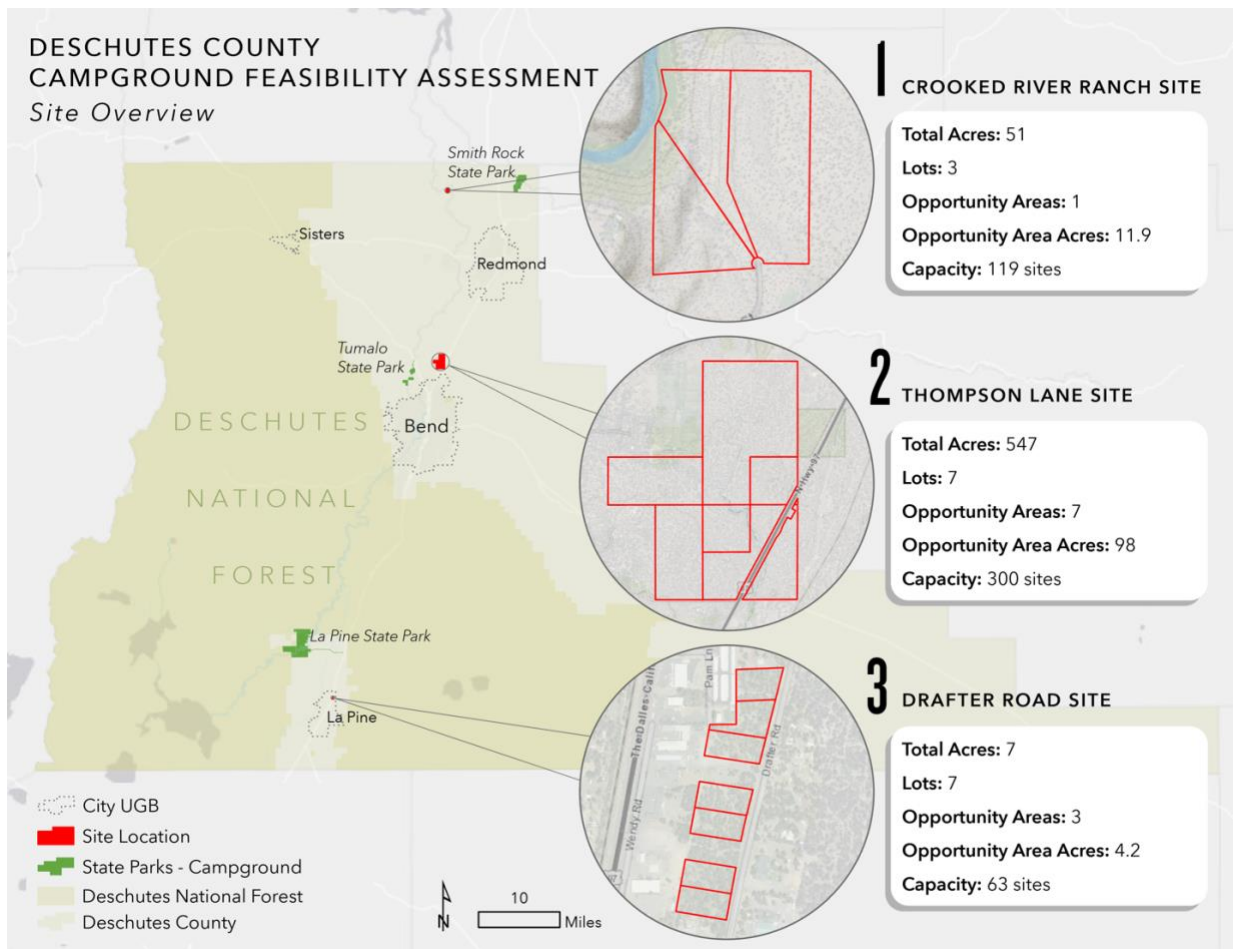 DESCHUTES COUNTY
CAMPGROUND FEASIBILITY ASSESSMENT
Site Overview
Smith Rock
State Park
Sisters
Redmond
Tumalo
State Park
Bend
DESCHUTES
NATIONAL
FOREST
La Pine State Park
La Pine
City UGB
Site Location
State Parks - Campground
Deschutes National Forest
Deschutes County
N
10
Miles
1
CROOKED RIVER RANCH SITE
Total Acres: 51
Lots: 3
Opportunity Areas: 1
Opportunity Area Acres: 11.9
Capacity: 119 sites
N-Hwy-97
2
THOMPSON LANE SITE
Total Acres: 547
Lots: 7
Opportunity Areas: 7
Opportunity Area Acres: 98
Capacity: 300 sites
The-Dalles-Calif
Pam Ln
Drafter Rd
Wendy Rd
3
DRAFTER ROAD SITE
Total Acres: 7
Lots: 7
Opportunity Areas: 3
Opportunity Area Acres: 4.2
Capacity: 63 sites